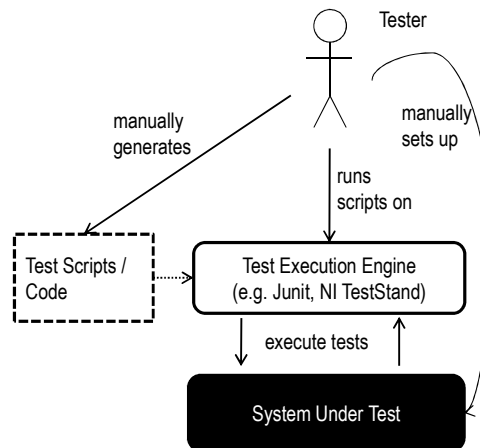 Tester
manually
generates
manually
sets up
runs
scripts on
Test Scripts /
Code
Test Execution Engine
(e.g. Junit, NI TestStand)
execute tests
System Under Test